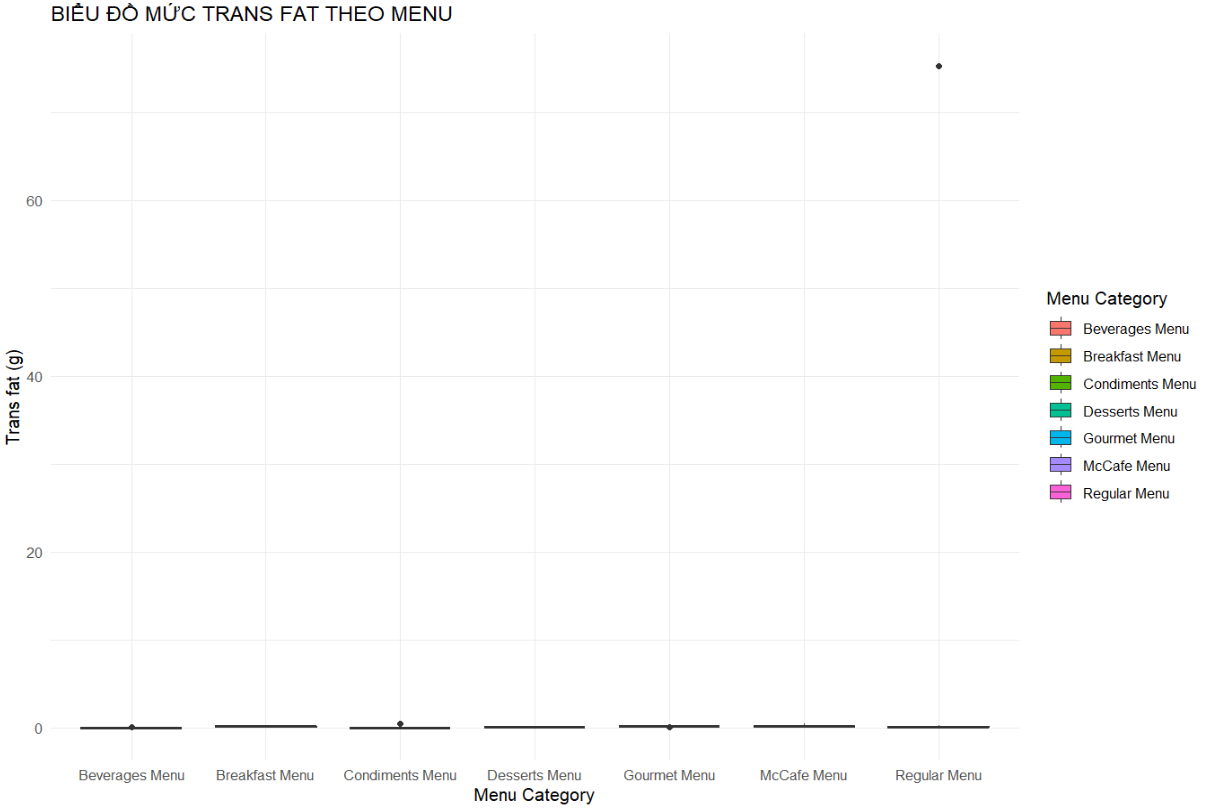 BIỂU ĐỒ MỨC TRANS FAT THEO MENU
Trans fat (g)
60
40
20
0
Beverages Menu
Breakfast Menu
Condiments Menu
Desserts Menu
Gourmet Menu
McCafe Menu
Regular Menu
Menu Category
Menu Category
Beverages Menu
Breakfast Menu
Condiments Menu
Desserts Menu
Gourmet Menu
McCafe Menu
Regular Menu